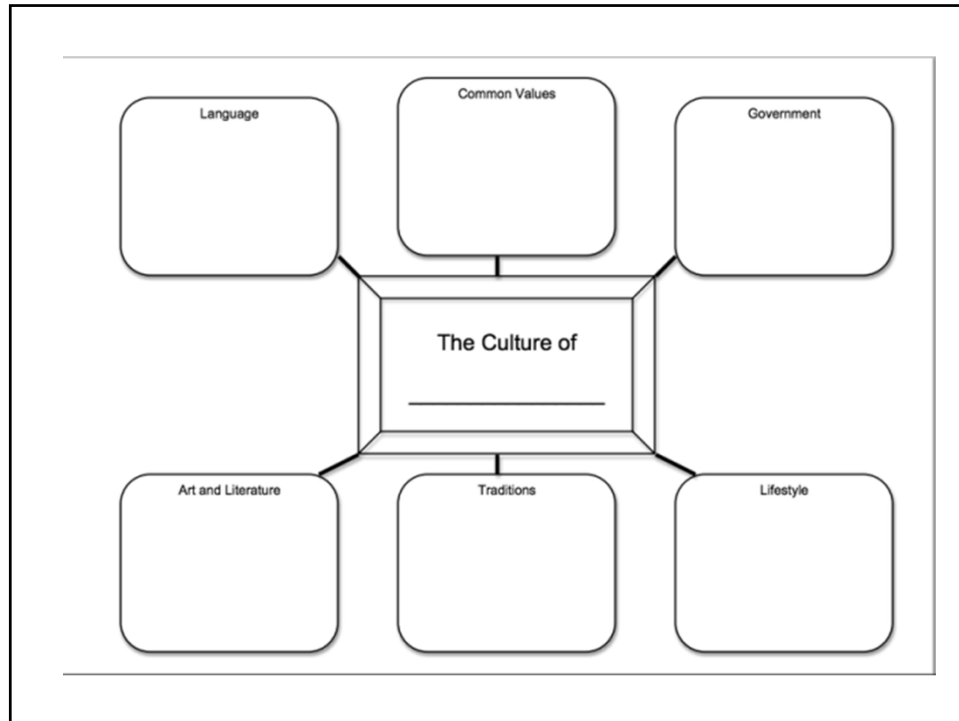 Language
Common Values
Government
The Culture of
Art and Literature
Traditions
Lifestyle